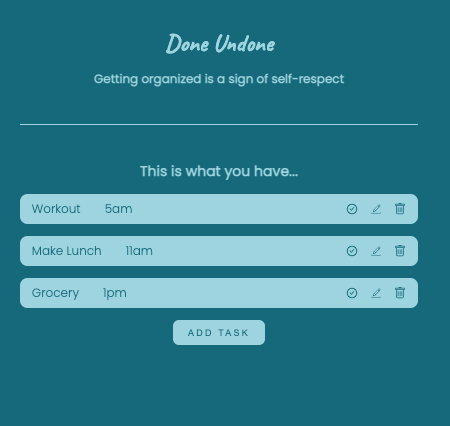 Done Undone
Getting organized is a sign of self-respect
This is what you have...
Workout 5am
Make Lunch 11am
Grocery 1pm
ADD TASK